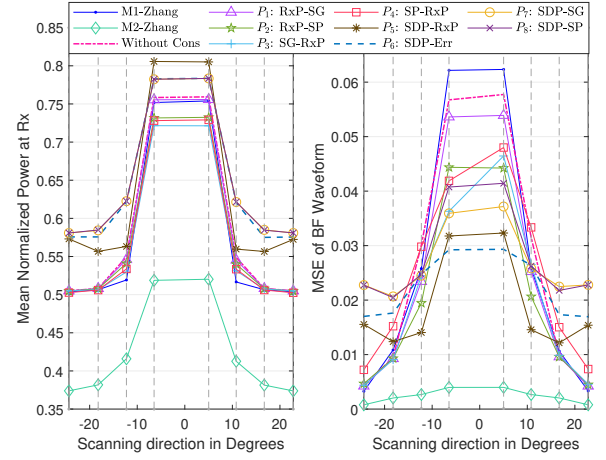 M1-Zhang P₁: RxP-SG P₄: SP-RxP P₇: SDP-SG
M2-Zhang P₂: RxP-SP P₅: SDP-RxP P₈: SDP-SP
Without Cons P₃: SG-RxP P₆: SDP-Err
Mean Normalized Power at Rx
0.85
0.8
0.75
0.7
0.65
0.6
0.55
0.5
0.45
0.4
0.35
-20 -10 0 10 20
Scanning direction in Degrees
MSE of BF Waveform
0.06
0.05
0.04
0.03
0.02
0.01
0
-20 -10 0 10 20
Scanning direction in Degrees